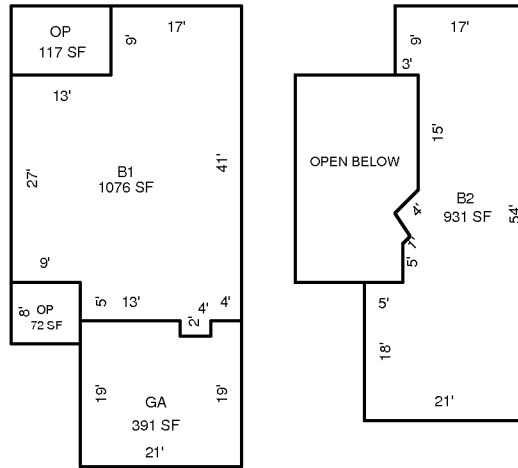 OP
117 SF
9'
17'
13'
27'
B1
1076 SF
41'
9'
5'
13'
4'
4'
2'
8'
OP
72 SF
19'
GA
391 SF
19'
21'
9'
17'
3'
OPEN BELOW
15'
4'
B2
931 SF
54'
1'
5'
5'
18'
21'